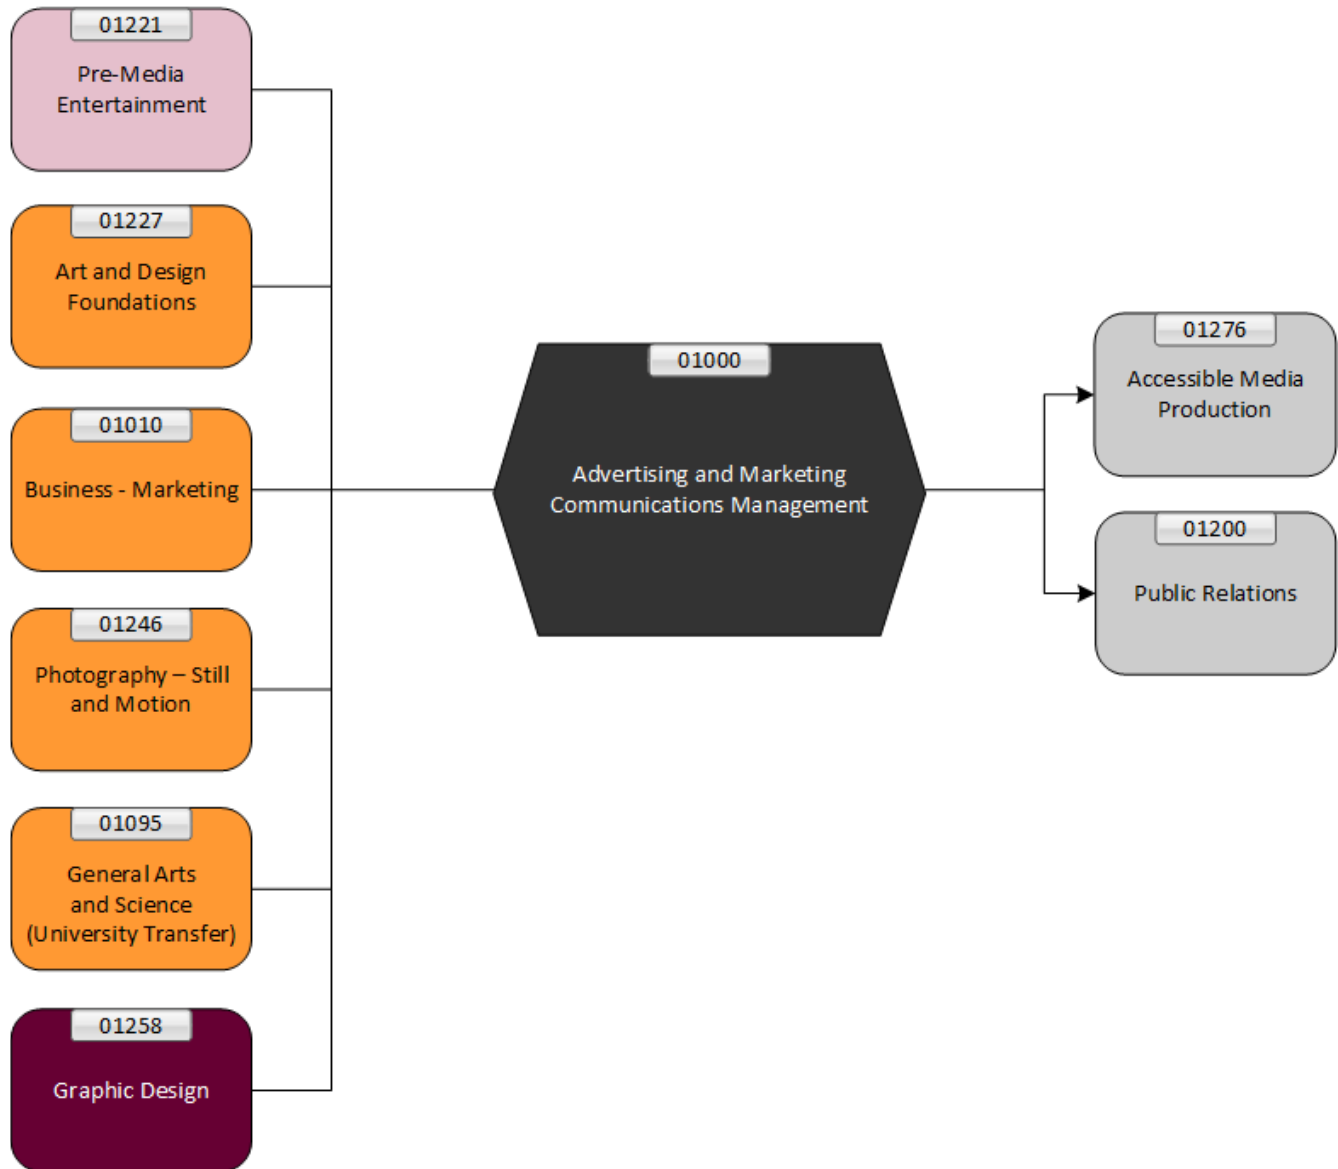 01221
Pre-Media
Entertainment
01227
Art and Design
Foundations
01010
Business - Marketing
01246
Photography – Still
and Motion
01095
General Arts
and Science
(University Transfer)
01258
Graphic Design
01000
Advertising and Marketing
Communications Management
01276
Accessible Media
Production
01200
Public Relations